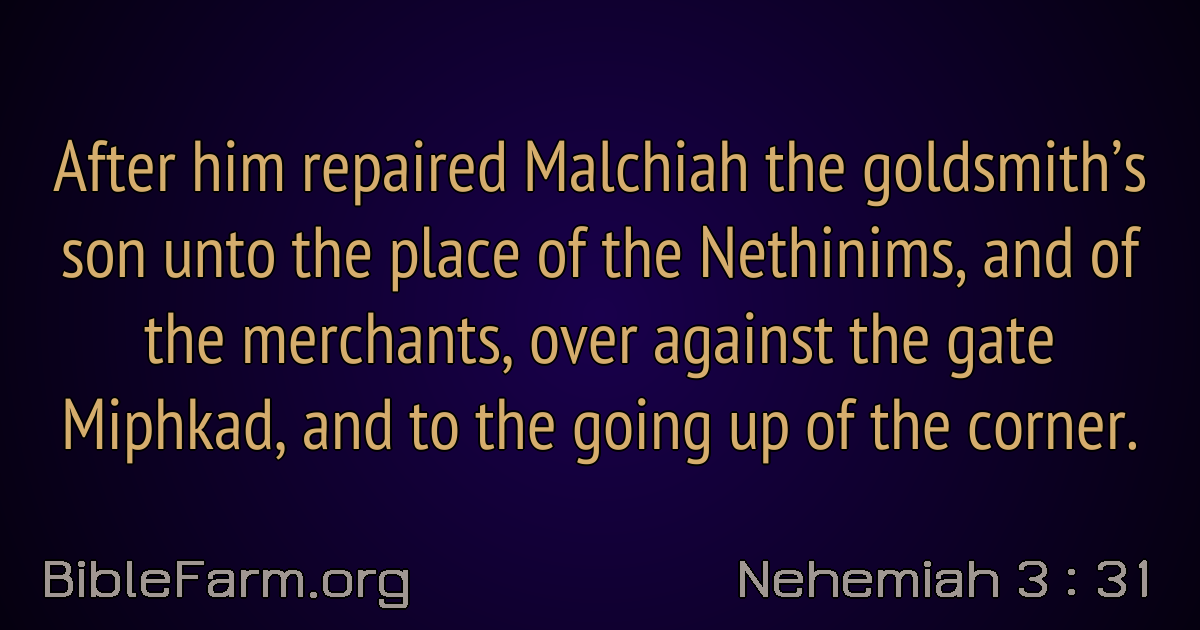 After him repaired Malchiah the goldsmith’s
son unto the place of the Nethinims, and of
the merchants, over against the gate
Miphkad, and to the going up of the corner.
BibleFarm.org
Nehemiah 3 : 31